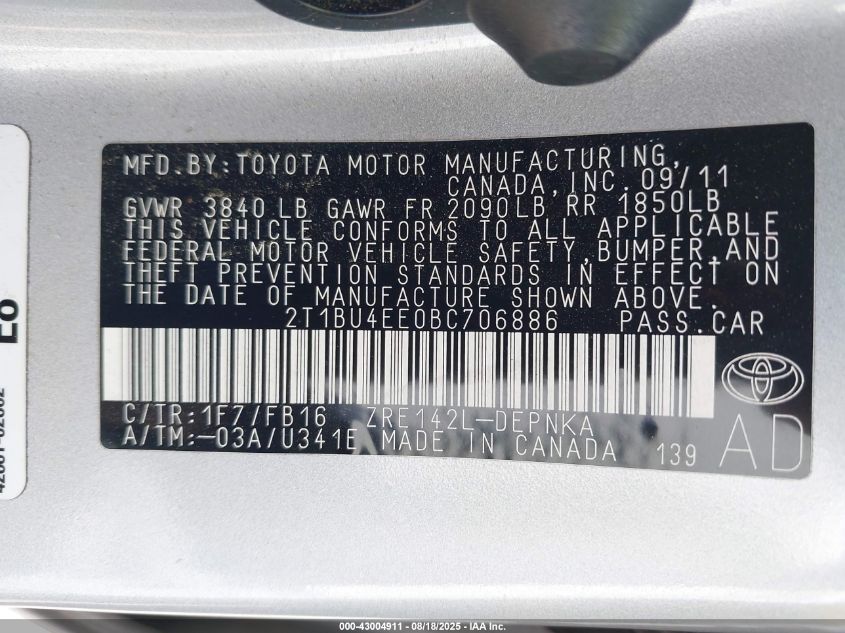 MFD.BY:TOYOTA MOTOR MANUFACTURING,
CANADA,INC. 09/11
GVWR 3840 LB GAWR FR 2090LB RR 1850LB
THIS VEHICLE CONFORMS TO ALL APPLICABLE
FEDERAL MOTOR VEHICLE SAFETY,BUMPER,AND
THEFT PREVENTION STANDARDS IN EFFECT ON
THE DATE OF MANUFACTURE SHOWN ABOVE.
2T1BU4EE0BC706886 PASS.CAR
C/TR:1F7/FB16 ZRE142L-DEPNKA
A/TM:-03A/U341E MADE IN CANADA 139
AD
000-43004911 - 08/18/2025 - IAA Inc.